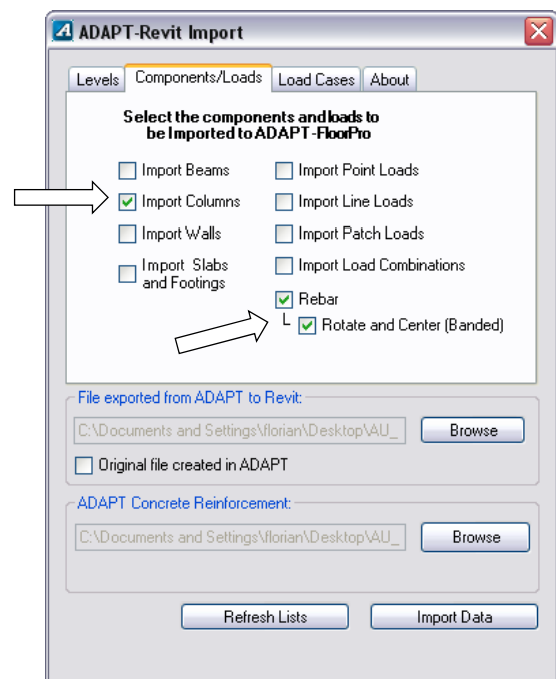 ADAPT-Revit Import
Levels Components/Loads Load Cases About
Select the components and loads to
be Imported to ADAPT-FloorPro
Import Beams
Import Columns
Import Walls
Import Slabs
and Footings
Import Point Loads
Import Line Loads
Import Patch Loads
Import Load Combinations
Rebar
Rotate and Center (Banded)
File exported from ADAPT to Revit:
C:\Documents and Settings\florian\Desktop\AU_ Browse
Original file created in ADAPT
ADAPT Concrete Reinforcement:
C:\Documents and Settings\florian\Desktop\AU_ Browse
Refresh Lists Import Data